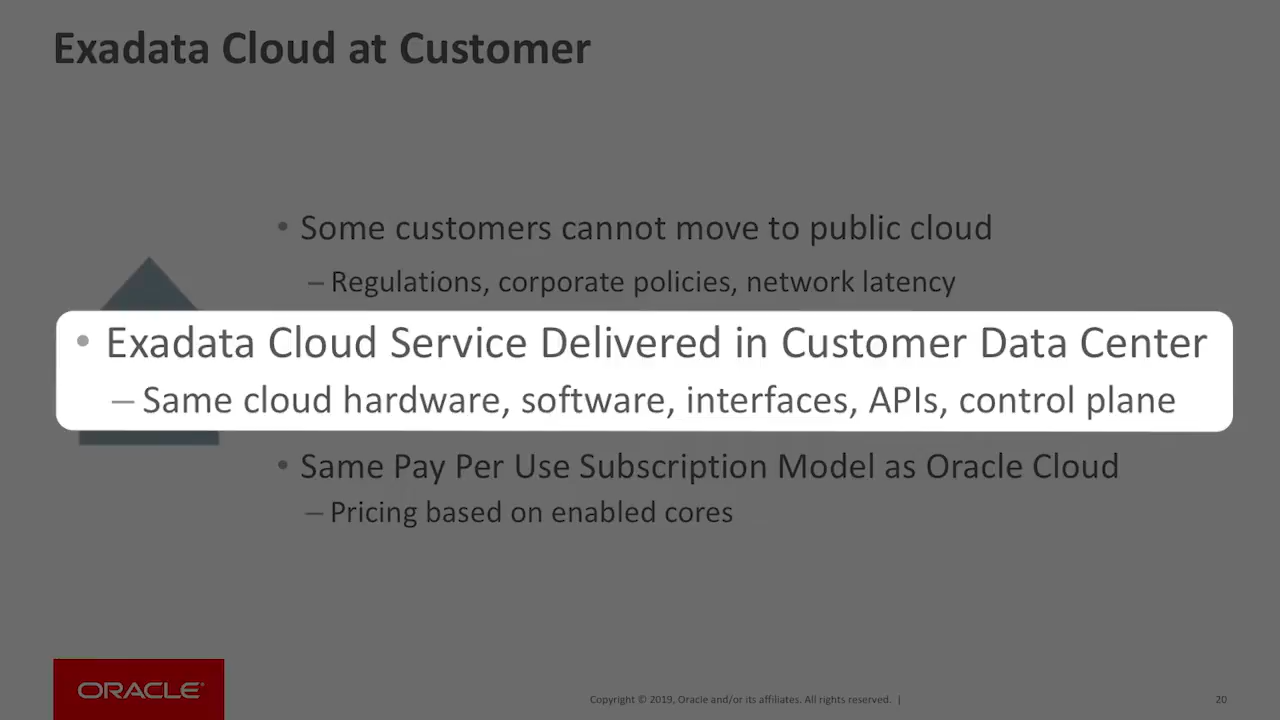 Exadata Cloud at Customer
• Some customers cannot move to public cloud
– Regulations, corporate policies, network latency
• Exadata Cloud Service Delivered in Customer Data Center
– Same cloud hardware, software, interfaces, APIs, control plane
• Same Pay Per Use Subscription Model as Oracle Cloud
– Pricing based on enabled cores
ORACLE®
Copyright © 2019, Oracle and/or its affiliates. All rights reserved. |
20